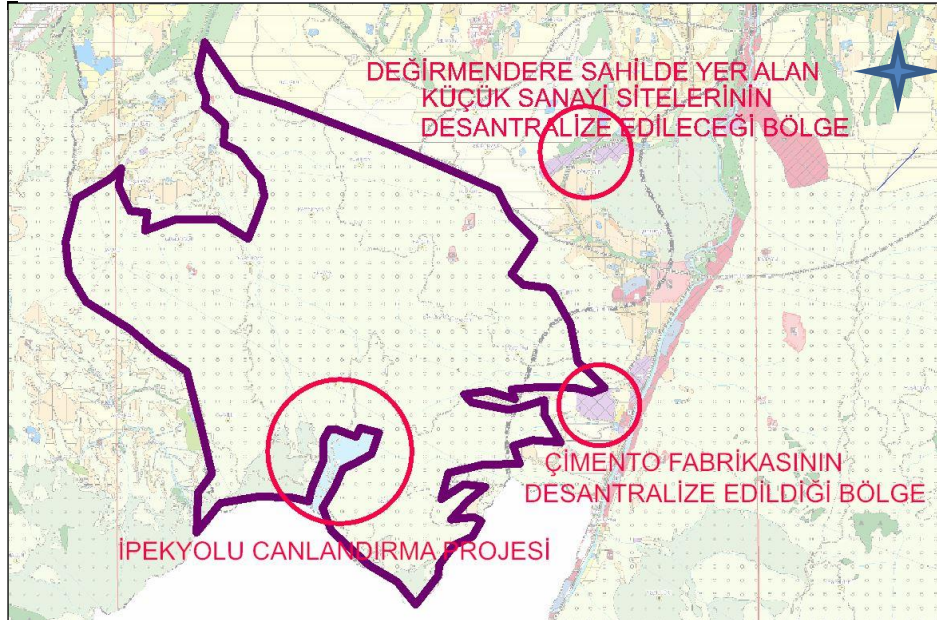 DEĞİRMENDERE SAHİLDE YER ALAN
KÜÇÜK SANAYİ SİTELERİNİN
DESANTRALİZE EDİLECEĞİ BÖLGE
ÇİMENTO FABRİKASININ
DESANTRALİZE EDİLDİĞİ BÖLGE
İPEKYOLU CANLANDIRMA PROJESİ